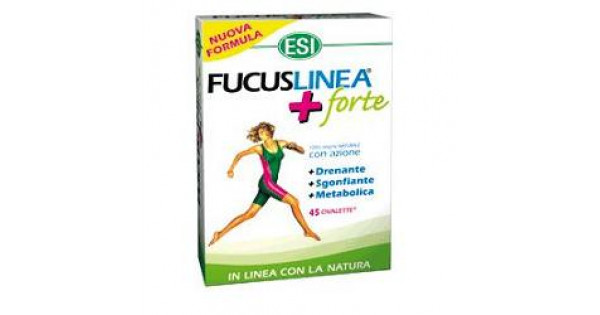 NUOVA
FORMULA
ESI
FUCUSLINEA®
+ forte
con azione
+Drenante
+Sgonfiante
+Metabolica
45 OVALETTE*
IN LINEA CON LA NATURA